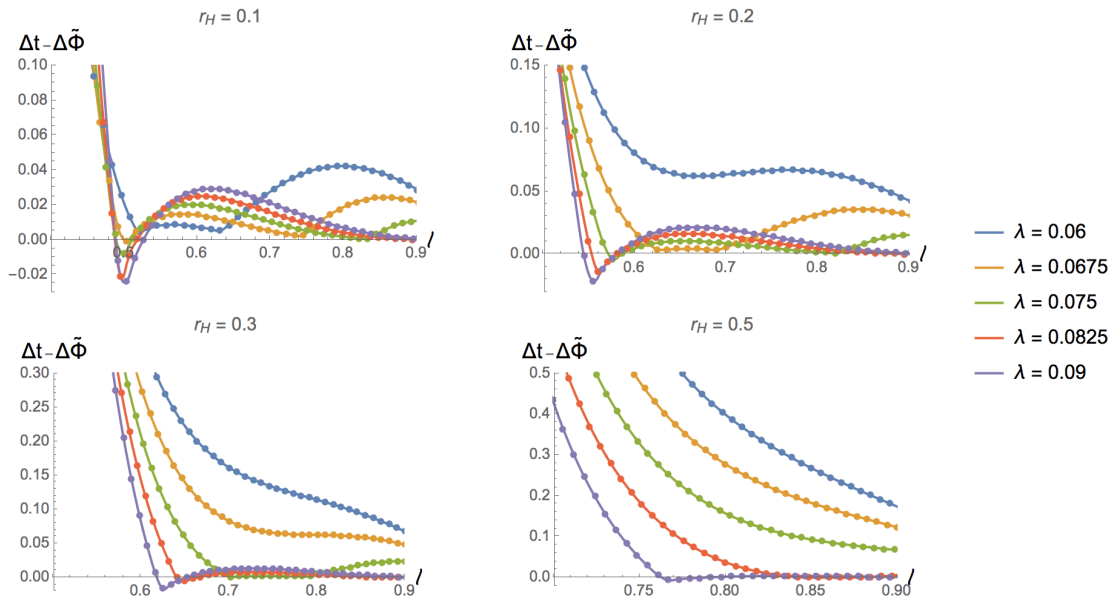 r_H = 0.1
Δt-ΔΦ̃
0.10
0.08
0.06
0.04
0.02
0.00
-0.02
0.5 0.6 0.7 0.8 0.9 ℓ
r_H = 0.2
Δt-ΔΦ̃
0.15
0.10
0.05
0.00
0.6 0.7 0.8 0.9 ℓ
λ = 0.06
λ = 0.0675
λ = 0.075
λ = 0.0825
λ = 0.09
r_H = 0.3
Δt-ΔΦ̃
0.30
0.25
0.20
0.15
0.10
0.05
0.00
0.6 0.7 0.8 0.9 ℓ
r_H = 0.5
Δt-ΔΦ̃
0.5
0.4
0.3
0.2
0.1
0.0
0.75 0.80 0.85 0.90 ℓ